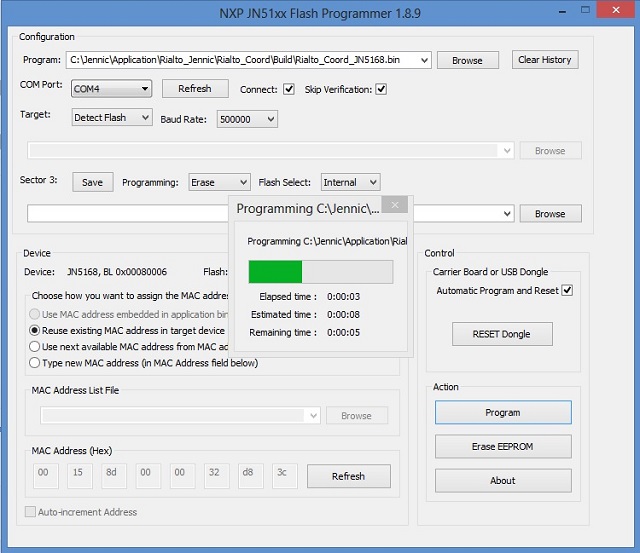 NXP JN51xx Flash Programmer 1.8.9
Configuration
Program: C:\Jennic\Application\Rialto_Jennic\Rialto_Coord\Build\Rialto_Coord_JN5168.bin Browse Clear History
COM Port: COM4 Refresh Connect: Skip Verification:
Target: Detect Flash Baud Rate: 500000
Browse
Sector 3: Save Programming: Erase Flash Select: Internal
Browse
Programming C:\Jennic\...
Programming C:\Jennic\Application\Rial
Elapsed time : 0:00:03
Estimated time : 0:00:08
Remaining time : 0:00:05
Device
Device: JN5168, BL 0x00080006 Flash:
Choose how you want to assign the MAC addre
Use MAC address embedded in application bin
Reuse existing MAC address in target device
Use next available MAC address from MAC ad
Type new MAC address (in MAC Address field below)
MAC Address List File
Browse
MAC Address (Hex)
00 15 8d 00 00 32 d8 3c Refresh
Auto-increment Address
Control
Carrier Board or USB Dongle
Automatic Program and Reset
RESET Dongle
Action
Program
Erase EEPROM
About